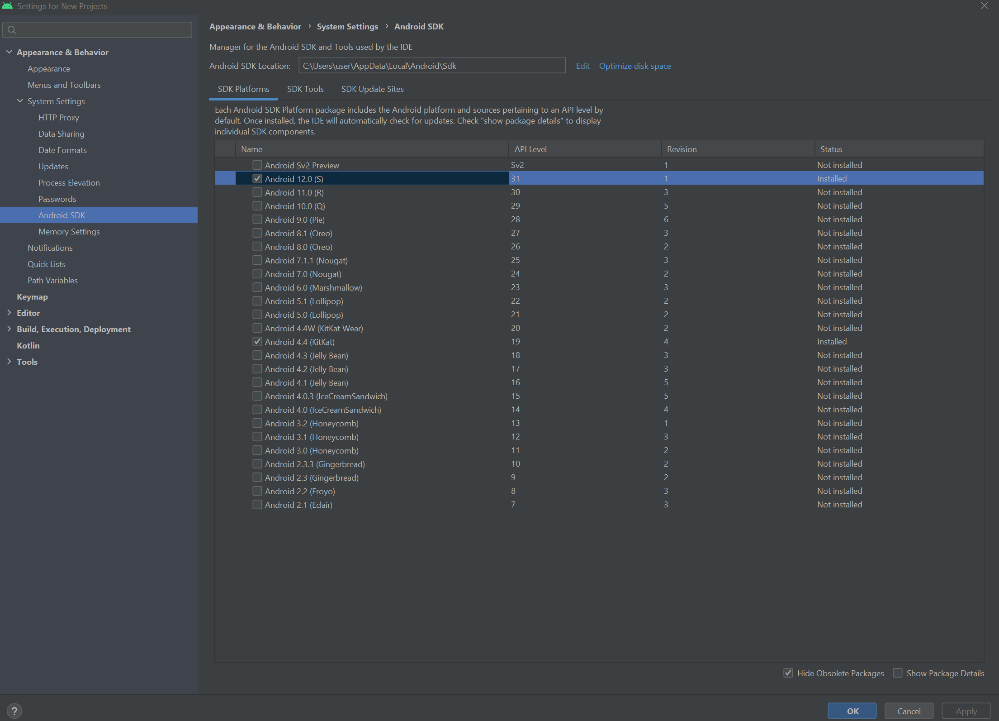 Settings for New Projects
Appearance & Behavior
Appearance
Menus and Toolbars
System Settings
HTTP Proxy
Data Sharing
Date Formats
Updates
Process Elevation
Passwords
Android SDK
Memory Settings
Notifications
Quick Lists
Path Variables
Keymap
Editor
Build, Execution, Deployment
Kotlin
Tools
Appearance & Behavior › System Settings › Android SDK
Manager for the Android SDK and Tools used by the IDE
Android SDK Location: C:\Users\user\AppData\Local\Android\Sdk Edit Optimize disk space
SDK Platforms SDK Tools SDK Update Sites
Each Android SDK Platform package includes the Android platform and sources pertaining to an API level by
default. Once installed, the IDE will automatically check for updates. Check "show package details" to display
individual SDK components.
Name API Level Revision Status
Android Sv2 Preview Sv2 1 Not installed
Android 12.0 (S) 31 1 Installed
Android 11.0 (R) 30 3 Not installed
Android 10.0 (Q) 29 5 Not installed
Android 9.0 (Pie) 28 6 Not installed
Android 8.1 (Oreo) 27 3 Not installed
Android 8.0 (Oreo) 26 2 Not installed
Android 7.1.1 (Nougat) 25 3 Not installed
Android 7.0 (Nougat) 24 2 Not installed
Android 6.0 (Marshmallow) 23 3 Not installed
Android 5.1 (Lollipop) 22 2 Not installed
Android 5.0 (Lollipop) 21 2 Not installed
Android 4.4W (KitKat Wear) 20 2 Not installed
Android 4.4 (KitKat) 19 4 Installed
Android 4.3 (Jelly Bean) 18 3 Not installed
Android 4.2 (Jelly Bean) 17 3 Not installed
Android 4.1 (Jelly Bean) 16 5 Not installed
Android 4.0.3 (IceCreamSandwich) 15 5 Not installed
Android 4.0 (IceCreamSandwich) 14 4 Not installed
Android 3.2 (Honeycomb) 13 1 Not installed
Android 3.1 (Honeycomb) 12 3 Not installed
Android 3.0 (Honeycomb) 11 2 Not installed
Android 2.3.3 (Gingerbread) 10 2 Not installed
Android 2.3 (Gingerbread) 9 2 Not installed
Android 2.2 (Froyo) 8 3 Not installed
Android 2.1 (Eclair) 7 3 Not installed
Hide Obsolete Packages Show Package Details
? OK Cancel Apply